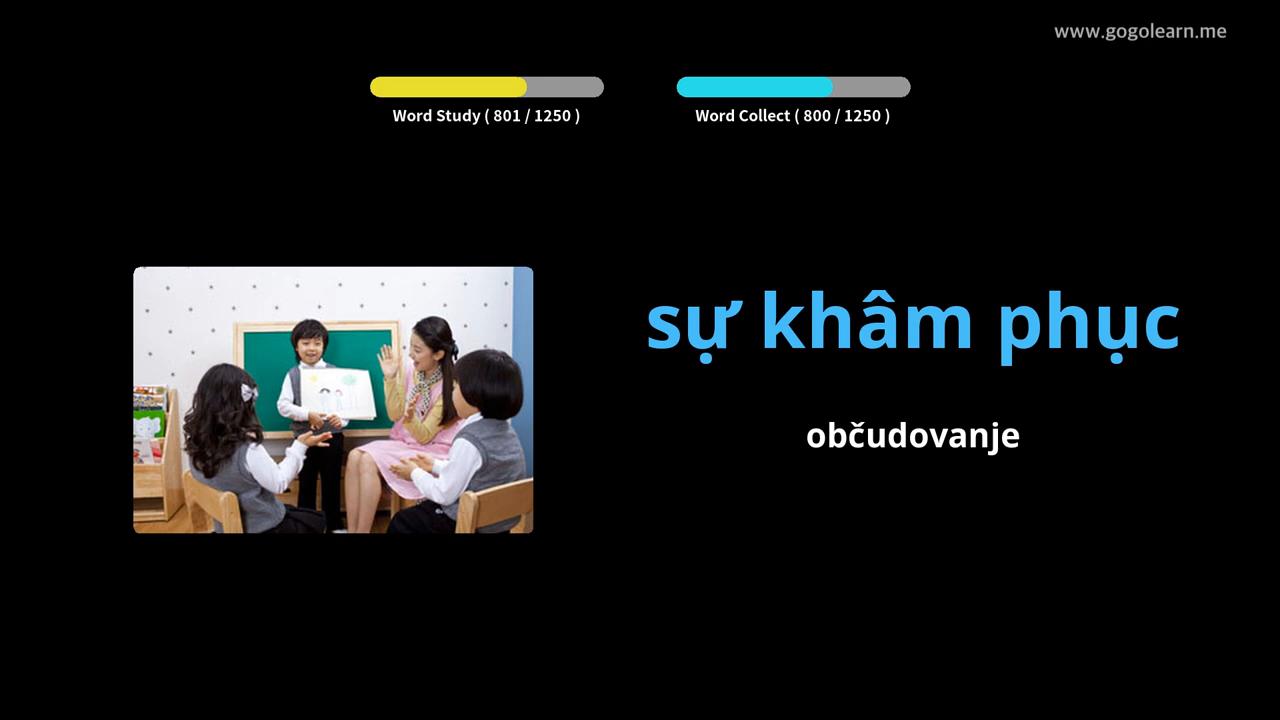 www.gogolearn.me
Word Study ( 801 / 1250 )
Word Collect ( 800 / 1250 )
sự khâm phục
občudovanje